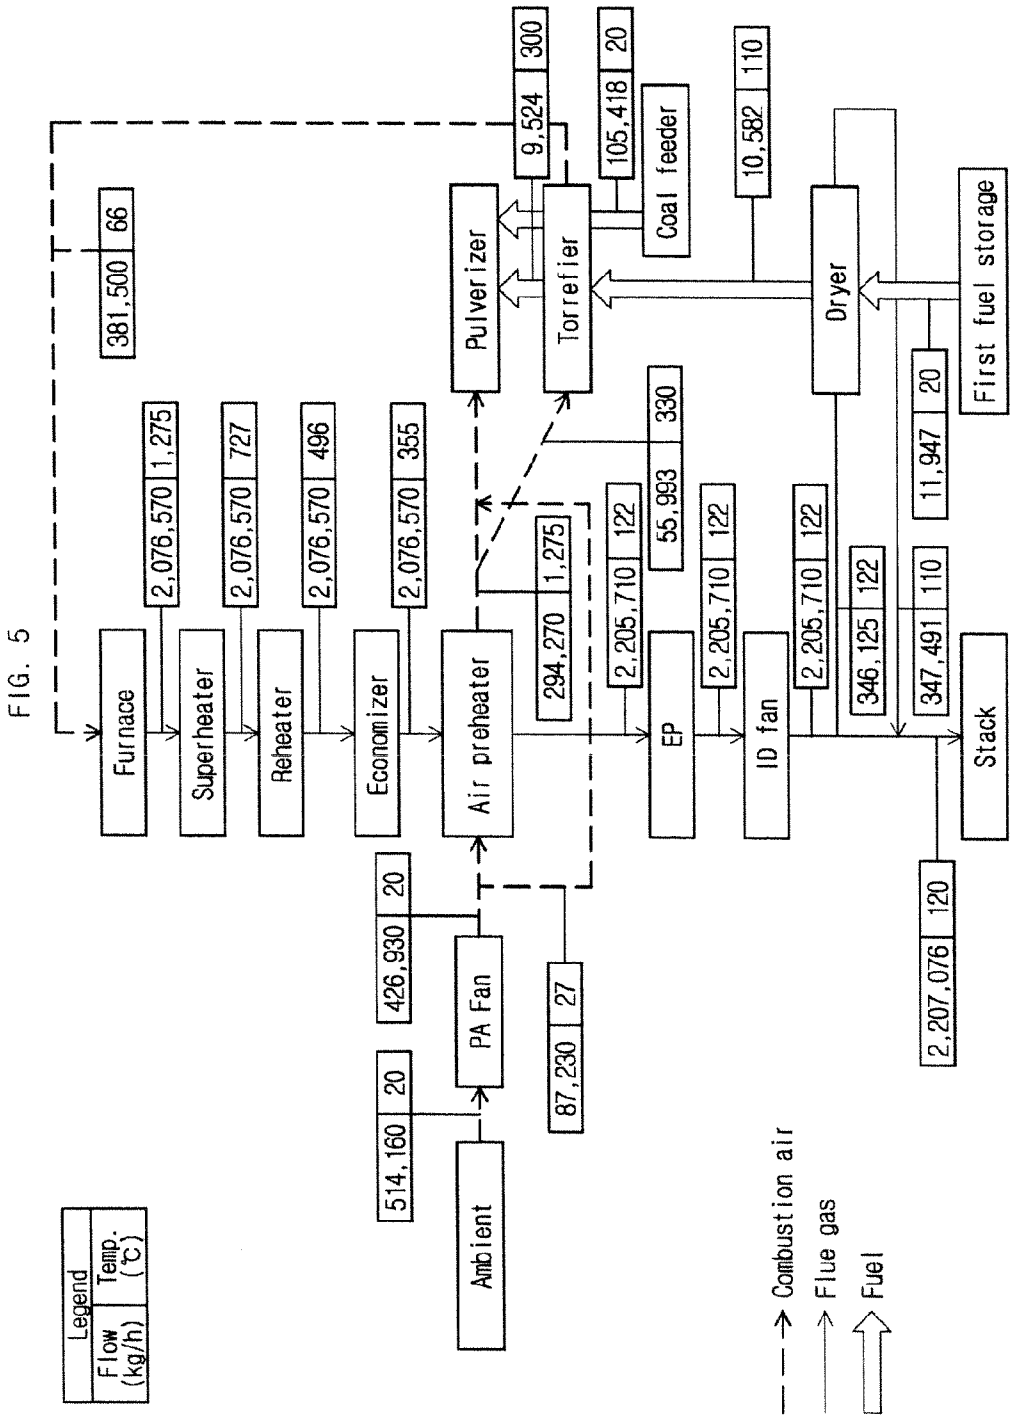 FIG. 5
Legend
Flow
(kg/h)
Temp.
(℃)
381,500 66
Furnace
2,076,570 1,275
Superheater
2,076,570 727
Reheater
2,076,570 496
Economizer
2,076,570 355
514,160 20
426,930 20
Ambient
PA Fan
Air preheater
Pulverizer
87,230 27
294,270 1,275
9,524 300
Torrefier
105,418 20
Coal feeder
55,993 330
2,205,710 122
EP
2,205,710 122
10,582 110
ID fan
2,205,710 122
Dryer
346,125 122
347,491 110
11,947 20
2,207,076 120
Stack
First fuel storage
Combustion air
Flue gas
Fuel